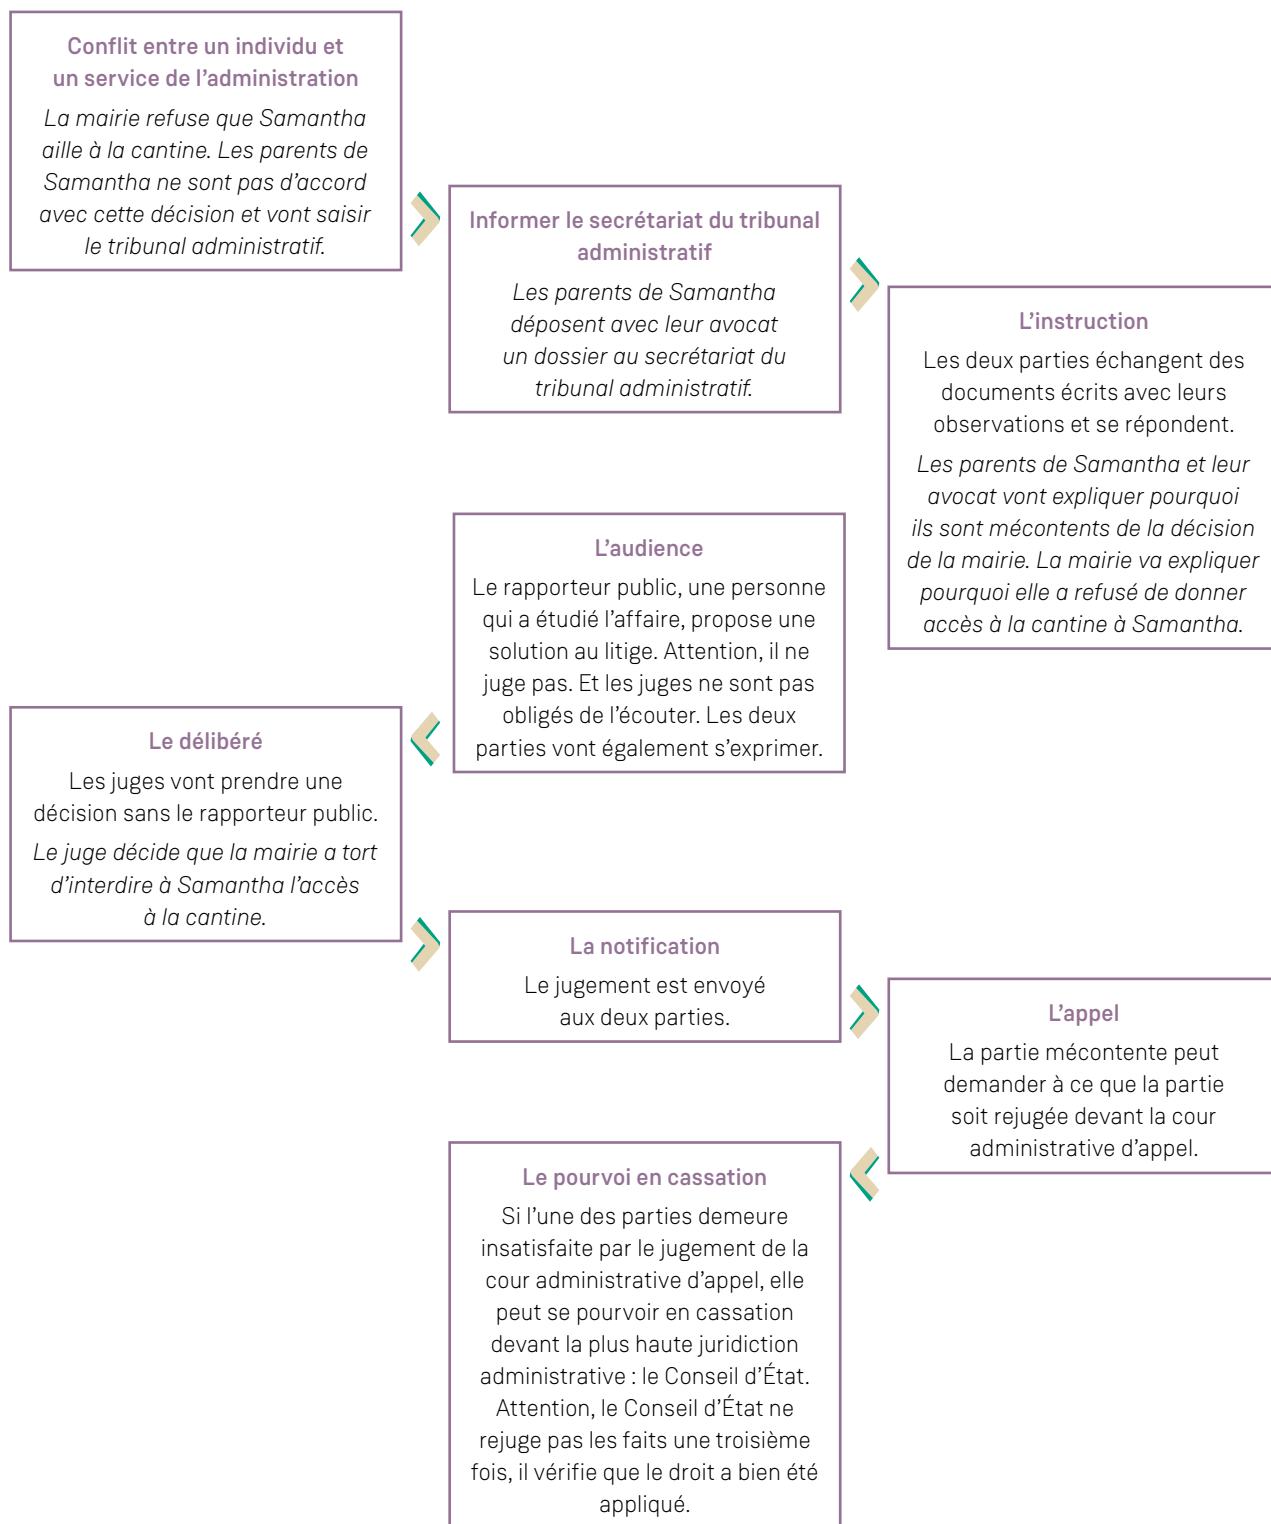 Conflit entre un individu et
un service de l’administration
La mairie refuse que Samantha
aille à la cantine. Les parents de
Samantha ne sont pas d’accord
avec cette décision et vont saisir
le tribunal administratif.
Informer le secrétariat du tribunal
administratif
Les parents de Samantha
déposent avec leur avocat
un dossier au secrétariat du
tribunal administratif.
L’instruction
Les deux parties échangent des
documents écrits avec leurs
observations et se répondent.
Les parents de Samantha et leur
avocat vont expliquer pourquoi
ils sont mécontents de la décision
de la mairie. La mairie va expliquer
pourquoi elle a refusé de donner
accès à la cantine à Samantha.
L’audience
Le rapporteur public, une personne
qui a étudié l’affaire, propose une
solution au litige. Attention, il ne
juge pas. Et les juges ne sont pas
obligés de l’écouter. Les deux
parties vont également s’exprimer.
Le délibéré
Les juges vont prendre une
décision sans le rapporteur public.
Le juge décide que la mairie a tort
d’interdire à Samantha l’accès
à la cantine.
La notification
Le jugement est envoyé
aux deux parties.
L’appel
La partie mécontente peut
demander à ce que la partie
soit rejugée devant la cour
administrative d’appel.
Le pourvoi en cassation
Si l’une des parties demeure
insatisfaite par le jugement de la
cour administrative d’appel, elle
peut se pourvoir en cassation
devant la plus haute juridiction
administrative : le Conseil d’État.
Attention, le Conseil d’État ne
rejuge pas les faits une troisième
fois, il vérifie que le droit a bien été
appliqué.